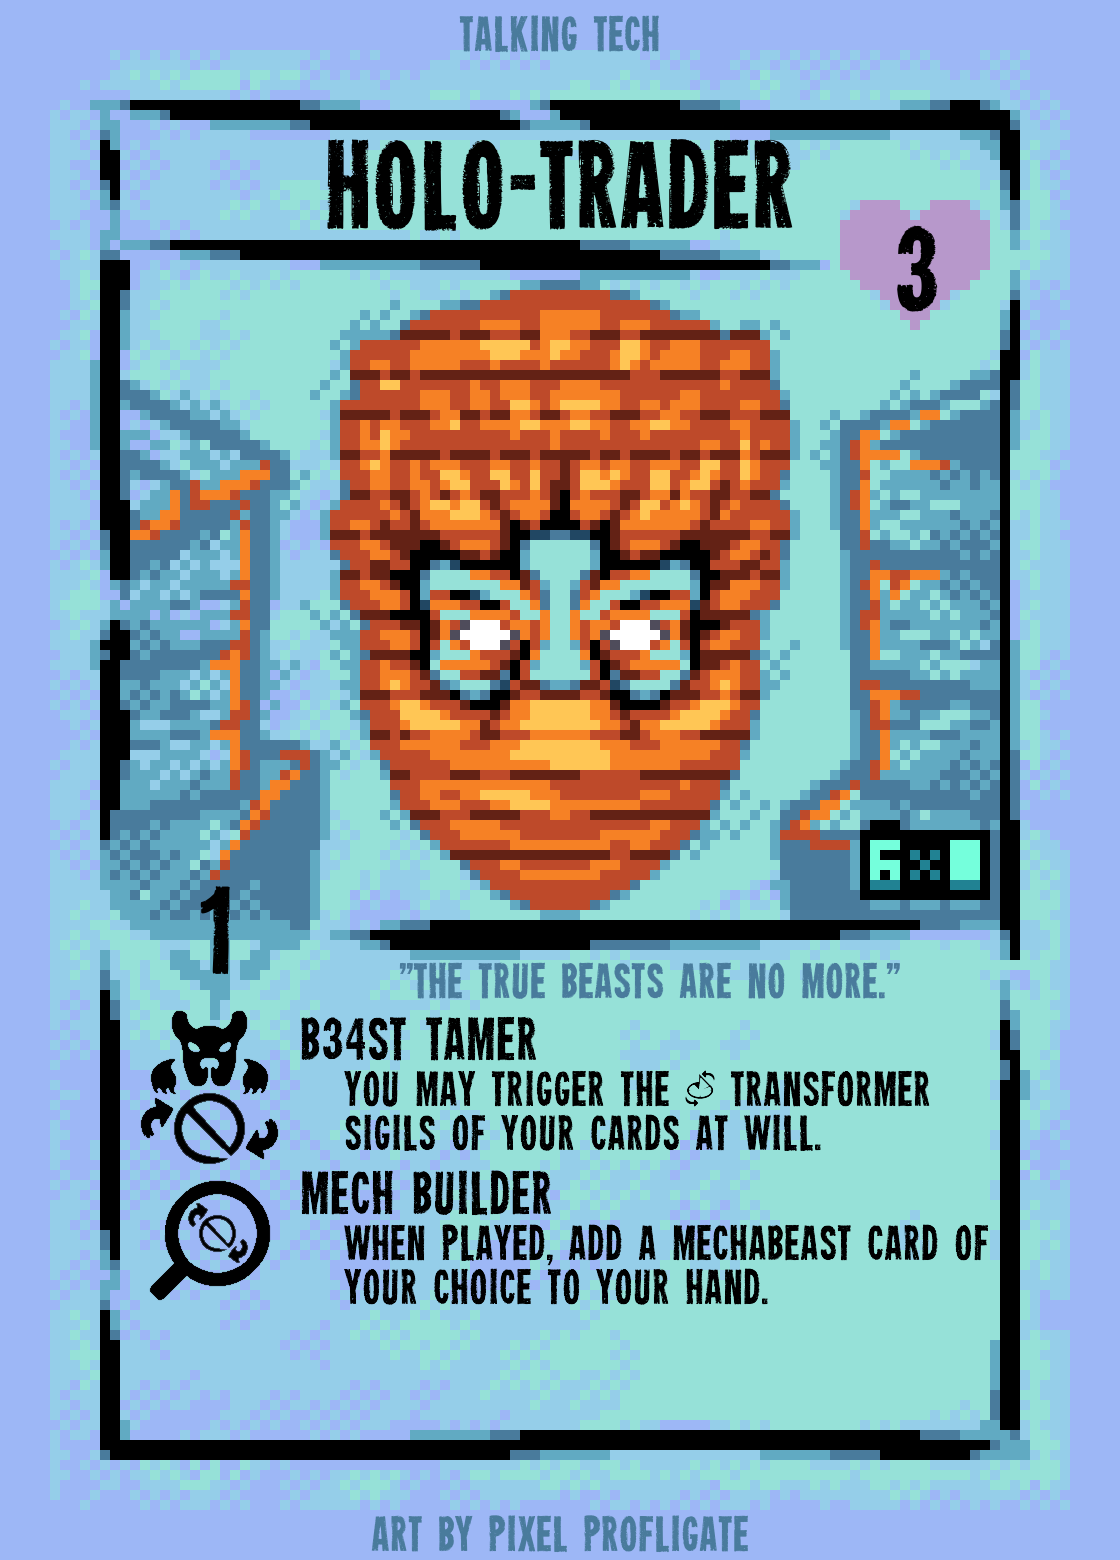 TALKING TECH
HOLO-TRADER
3
6x
1
"THE TRUE BEASTS ARE NO MORE."
B34ST TAMER
YOU MAY TRIGGER THE TRANSFORMER
SIGILS OF YOUR CARDS AT WILL.
MECH BUILDER
WHEN PLAYED, ADD A MECHABEAST CARD OF
YOUR CHOICE TO YOUR HAND.
ART BY PIXEL PROFLIGATE